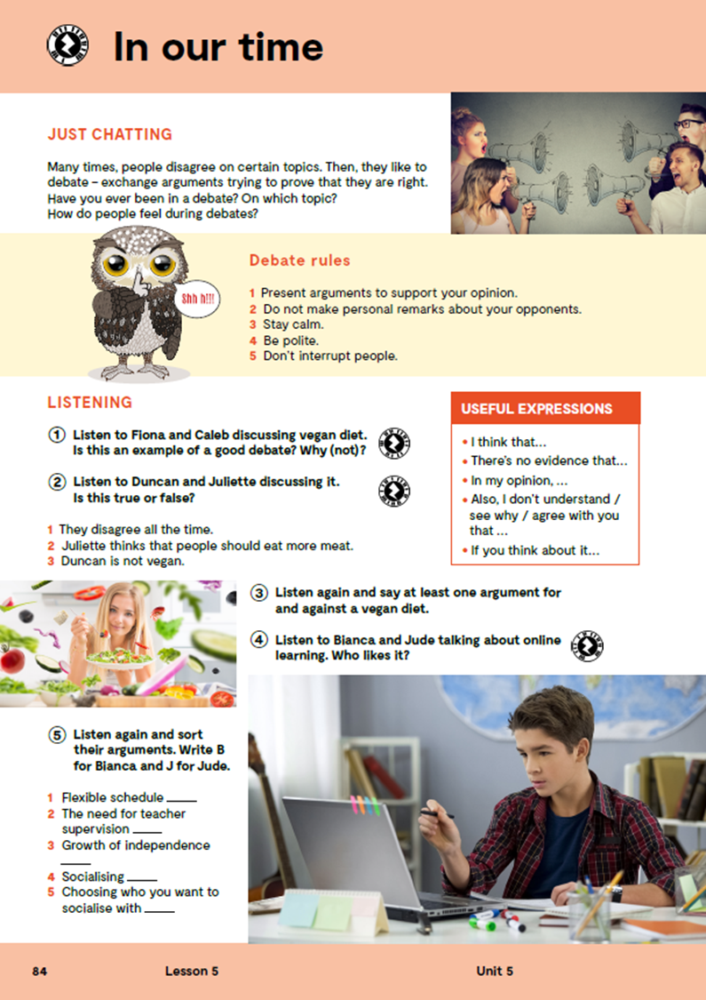 In our time
JUST CHATTING
Many times, people disagree on certain topics. Then, they like to
debate – exchange arguments trying to prove that they are right.
Have you ever been in a debate? On which topic?
How do people feel during debates?
Shh h!!!
Debate rules
1 Present arguments to support your opinion.
2 Do not make personal remarks about your opponents.
3 Stay calm.
4 Be polite.
5 Don't interrupt people.
LISTENING
1 Listen to Fiona and Caleb discussing vegan diet.
Is this an example of a good debate? Why (not)?
2 Listen to Duncan and Juliette discussing it.
Is this true or false?
1 They disagree all the time.
2 Juliette thinks that people should eat more meat.
3 Duncan is not vegan.
USEFUL EXPRESSIONS
• I think that...
• There's no evidence that...
• In my opinion, ...
• Also, I don't understand /
see why / agree with you
that ...
• If you think about it...
3 Listen again and say at least one argument for
and against a vegan diet.
4 Listen to Bianca and Jude talking about online
learning. Who likes it?
5 Listen again and sort
their arguments. Write B
for Bianca and J for Jude.
1 Flexible schedule ____
2 The need for teacher
supervision ____
3 Growth of independence
____
4 Socialising ____
5 Choosing who you want to
socialise with ____
84
Lesson 5
Unit 5